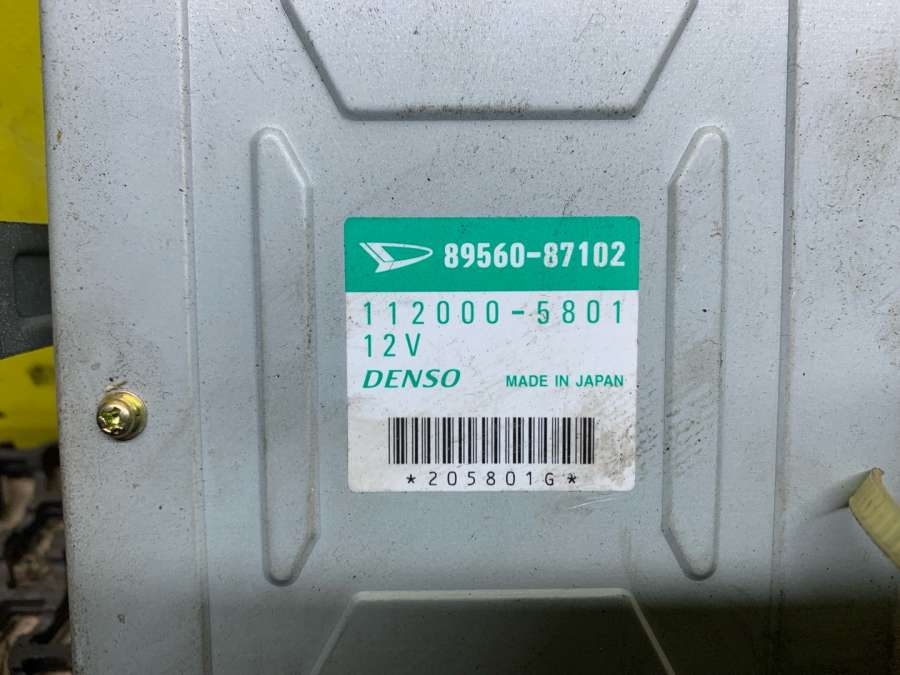 89560-87102
112000-5801
12V
DENSO MADE IN JAPAN
*205801G*